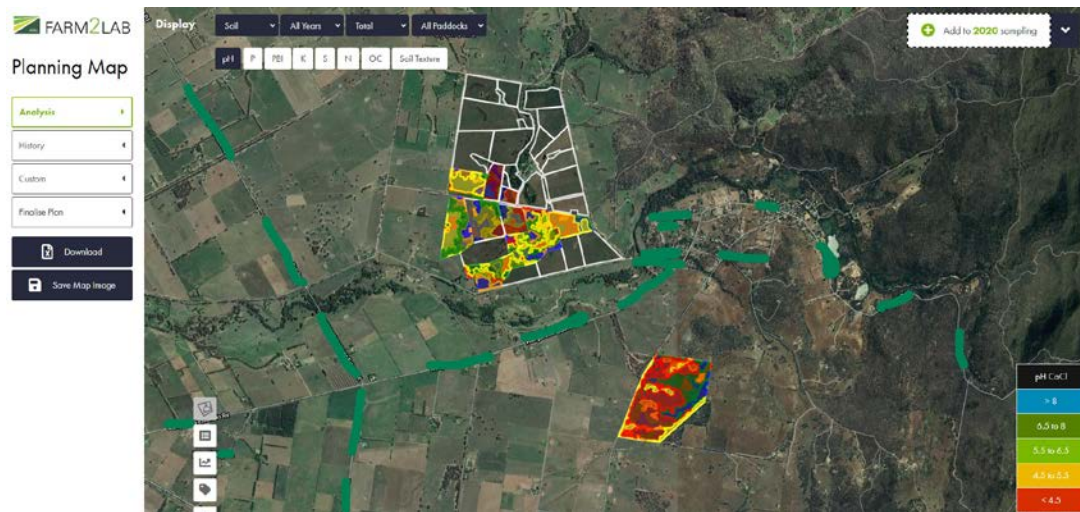 FARM2LAB
Planning Map
Analysis
History
Custom
Finalise Plan
Download
Save Map Image
Display
Soil
All Years
Total
All Paddocks
pH
P
PBI
K
S
N
OC
Soil Texture
Add to 2020 sampling
pH CaCl
> 8
6.5 to 8
5.5 to 6.5
4.5 to 5.5
< 4.5